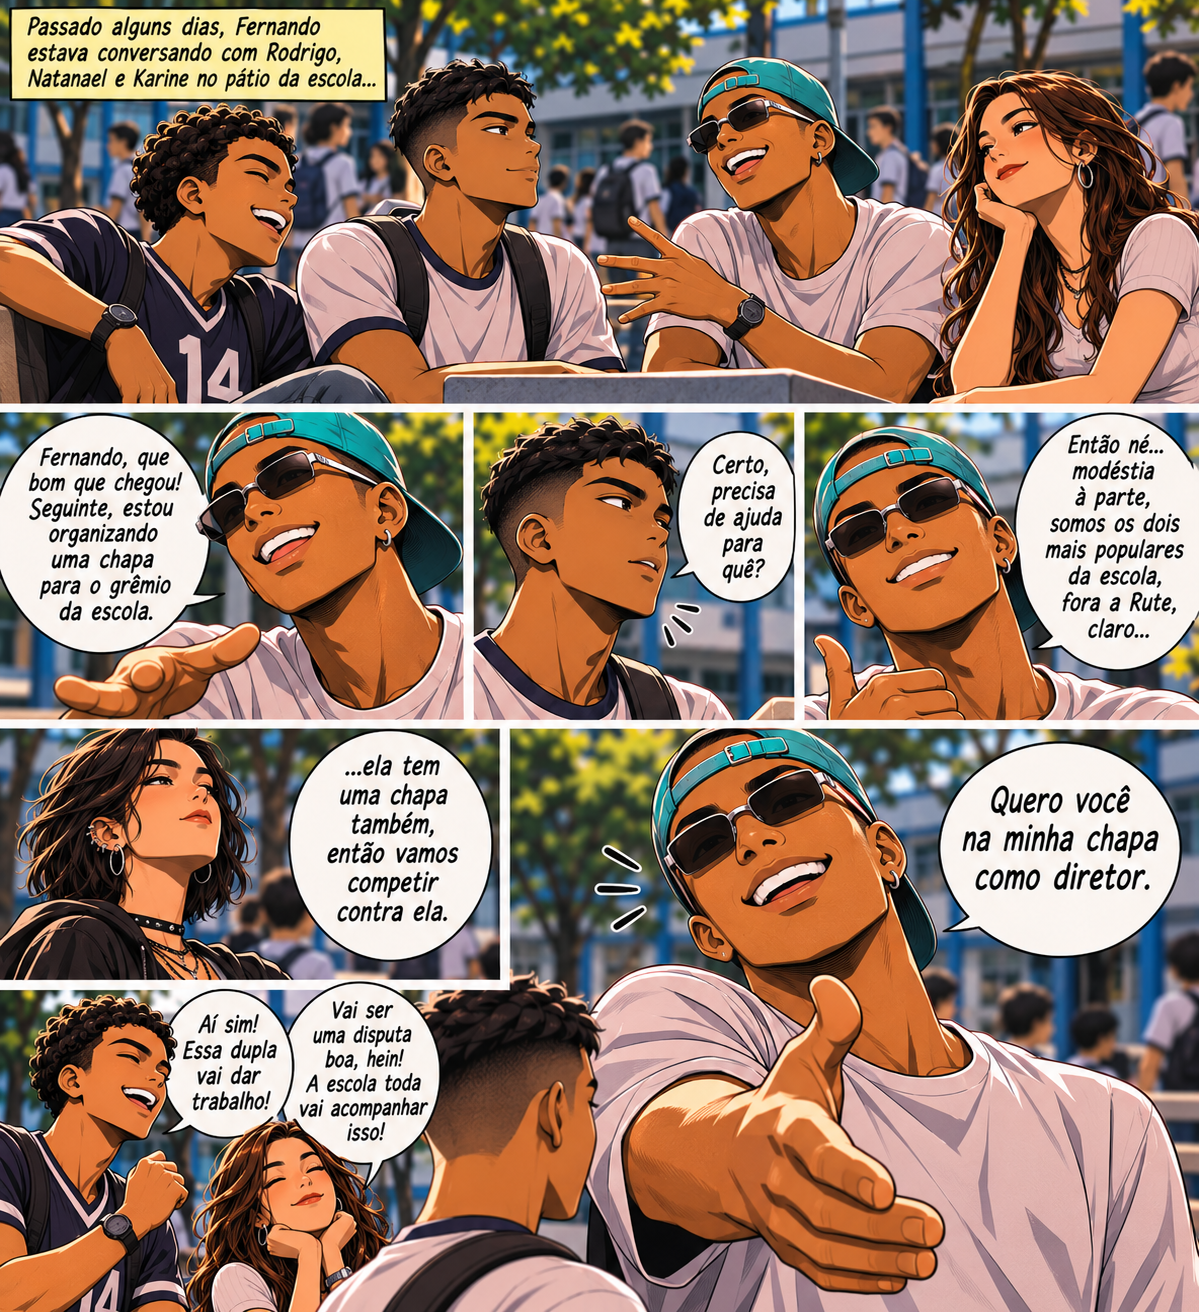 Passado alguns dias, Fernando
estava conversando com Rodrigo,
Natanael e Karine no pátio da escola...
14
Fernando, que
bom que chegou!
Seguinte, estou
organizando
uma chapa
para o grêmio
da escola.
Certo,
precisa
de ajuda
para
quê?
Então né...
modéstia
à parte,
somos os dois
mais populares
da escola,
fora a Rute,
claro...
...ela tem
uma chapa
também,
então vamos
competir
contra ela.
Quero você
na minha chapa
como diretor.
Aí sim!
Essa dupla
vai dar
trabalho!
Vai ser
uma disputa
boa, hein!
A escola toda
vai acompanhar
isso!
14